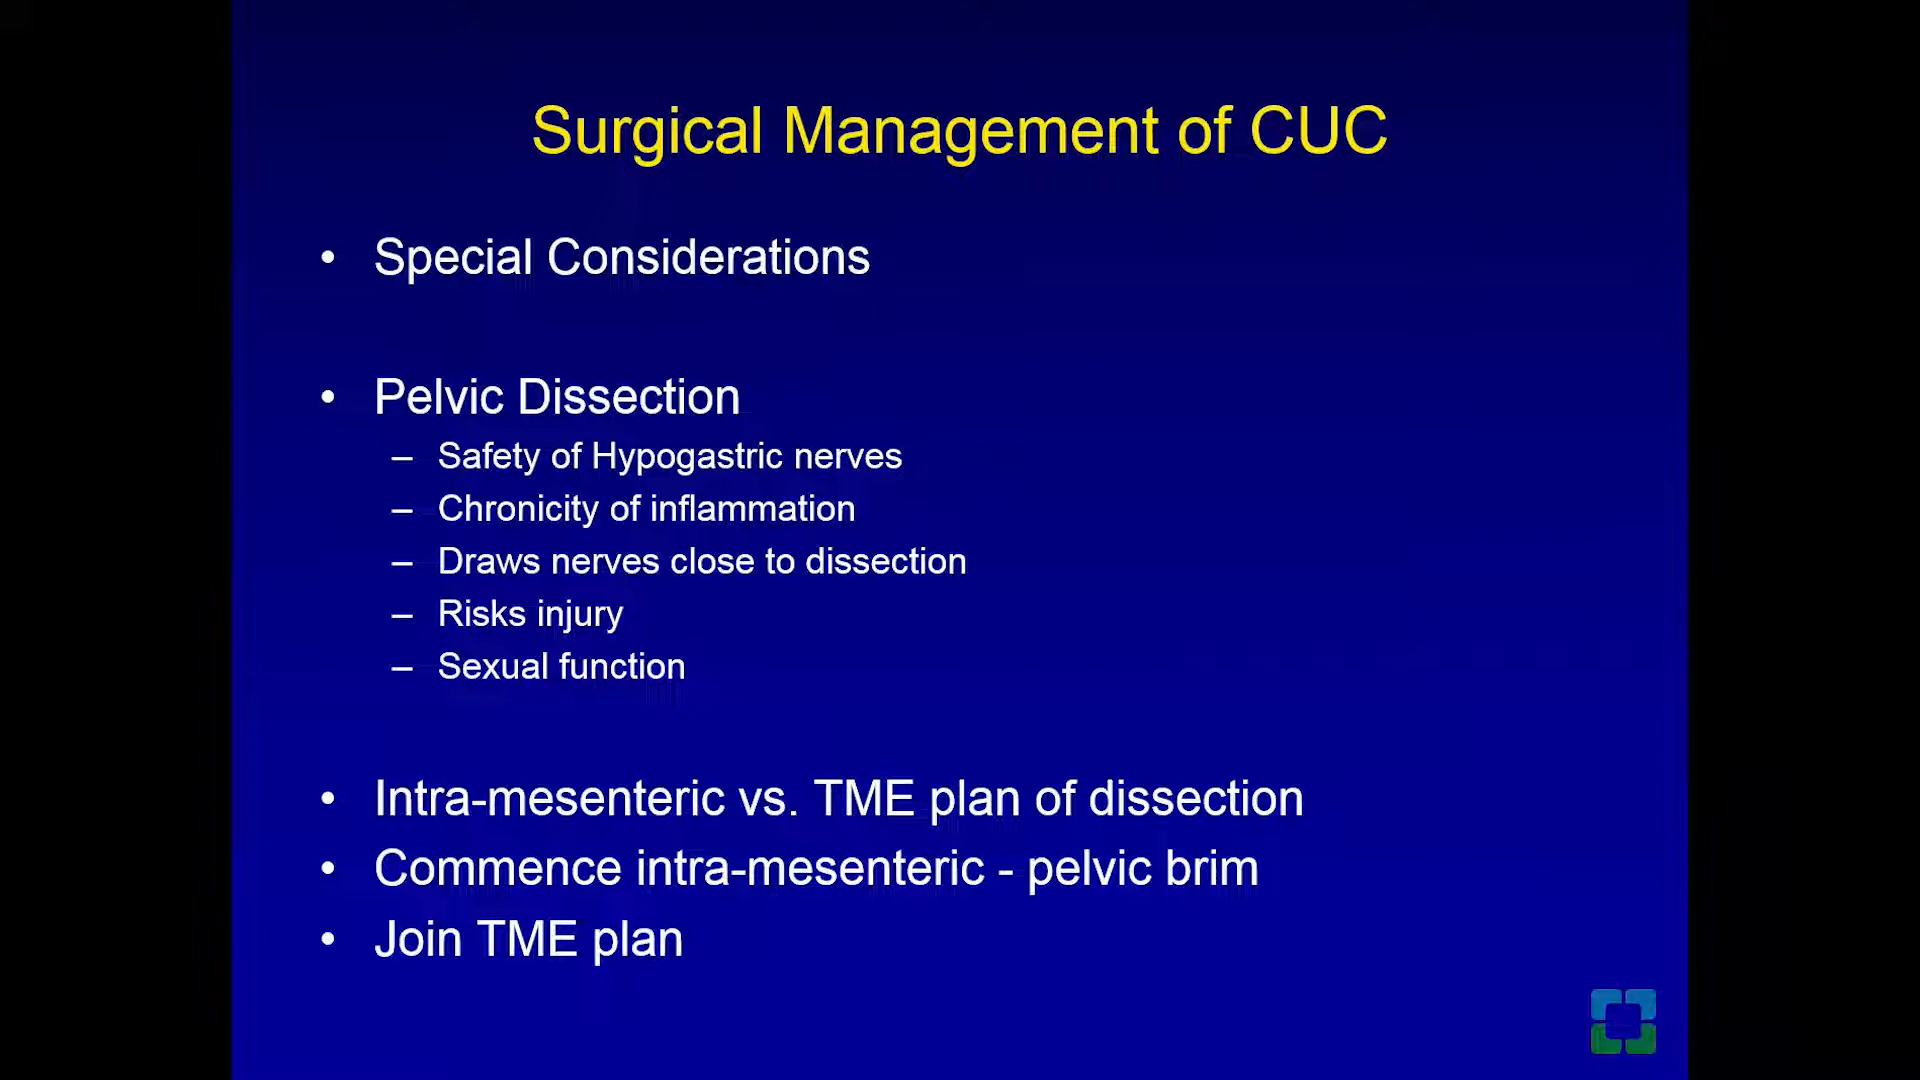 Surgical Management of CUC
• Special Considerations
• Pelvic Dissection
– Safety of Hypogastric nerves
– Chronicity of inflammation
– Draws nerves close to dissection
– Risks injury
– Sexual function
• Intra-mesenteric vs. TME plan of dissection
• Commence intra-mesenteric - pelvic brim
• Join TME plan